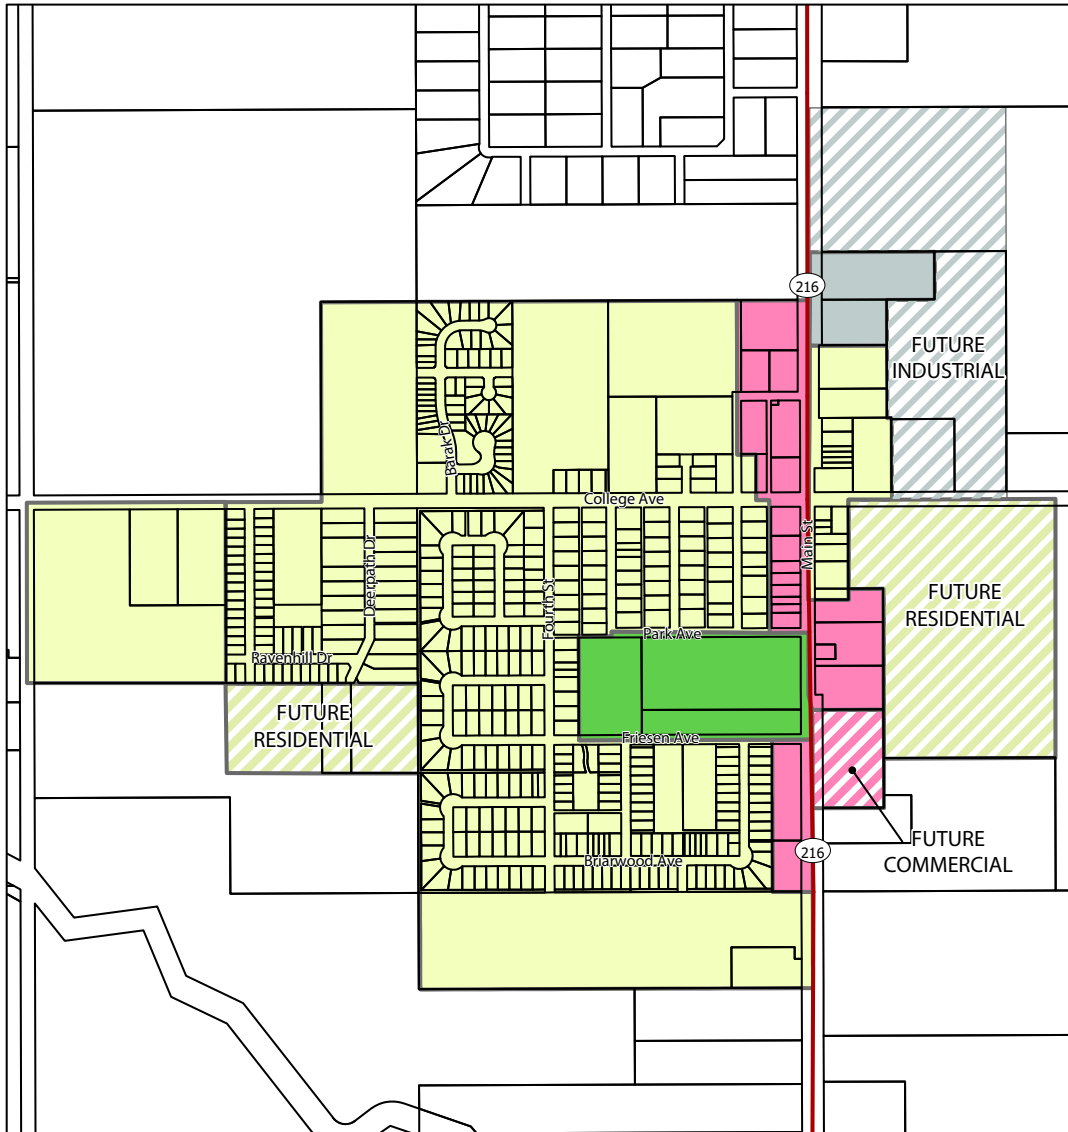 216
FUTURE
INDUSTRIAL
Barak Dr
College Ave
Main St
Deerpath Dr
Fourth St
FUTURE
RESIDENTIAL
Park Ave
Ravenhill Dr
FUTURE
RESIDENTIAL
Friesen Ave
FUTURE
COMMERCIAL
216
Briarwood Ave